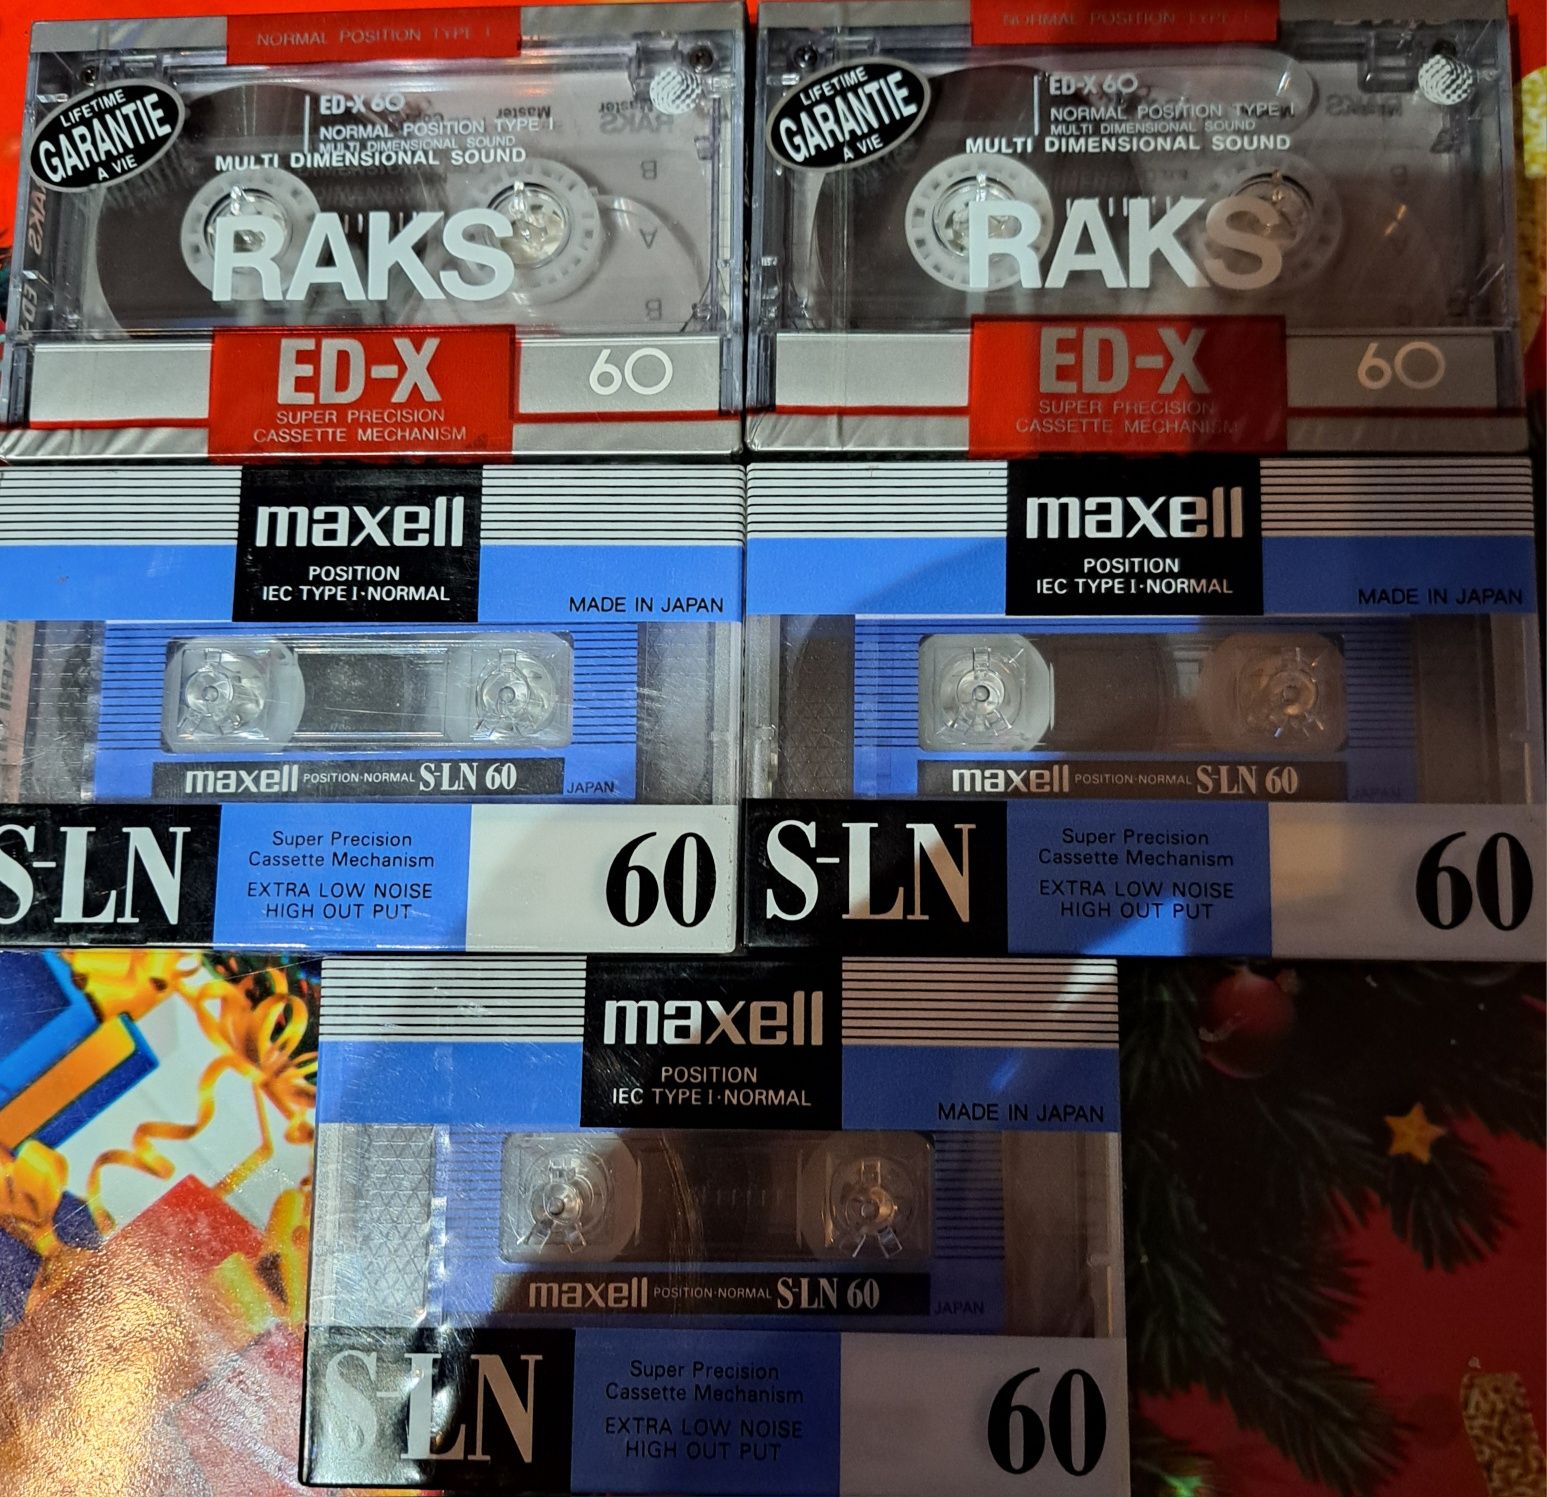 NORMAL POSITION TYPE I
LIFETIME
GARANTIE
A VIE
ED-X 60
NORMAL POSITION TYPE I
MULTI DIMENSIONAL SOUND
MULTI DIMENSIONAL SOUND
RAKS
ED-X
60
SUPER PRECISION
CASSETTE MECHANISM
NORMAL POSITION TYPE I
LIFETIME
GARANTIE
A VIE
ED-X 60
NORMAL POSITION TYPE I
MULTI DIMENSIONAL SOUND
MULTI DIMENSIONAL SOUND
RAKS
ED-X
60
SUPER PRECISION
CASSETTE MECHANISM
maxell
POSITION
IEC TYPE I·NORMAL
MADE IN JAPAN
maxell POSITION·NORMAL S-LN 60
JAPAN
S-LN
Super Precision
Cassette Mechanism
EXTRA LOW NOISE
HIGH OUT PUT
60
maxell
POSITION
IEC TYPE I·NORMAL
MADE IN JAPAN
maxell POSITION·NORMAL S-LN 60
JAPAN
S-LN
Super Precision
Cassette Mechanism
EXTRA LOW NOISE
HIGH OUT PUT
60
maxell
POSITION
IEC TYPE I·NORMAL
MADE IN JAPAN
maxell POSITION·NORMAL S-LN 60
JAPAN
S-LN
Super Precision
Cassette Mechanism
EXTRA LOW NOISE
HIGH OUT PUT
60